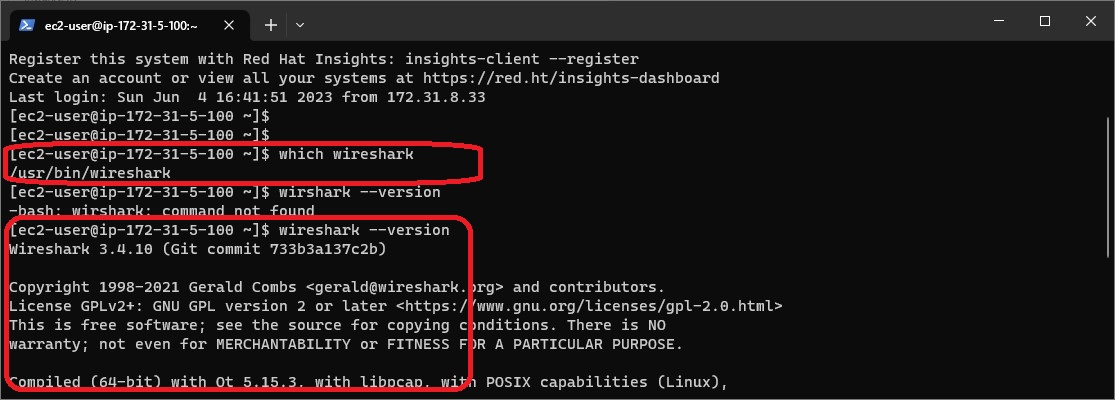 ec2-user@ip-172-31-5-100:~
Register this system with Red Hat Insights: insights-client --register
Create an account or view all your systems at https://red.ht/insights-dashboard
Last login: Sun Jun  4 16:41:51 2023 from 172.31.8.33
[ec2-user@ip-172-31-5-100 ~]$
[ec2-user@ip-172-31-5-100 ~]$
[ec2-user@ip-172-31-5-100 ~]$ which wireshark
/usr/bin/wireshark
[ec2-user@ip-172-31-5-100 ~]$ wirshark --version
-bash: wirshark: command not found
[ec2-user@ip-172-31-5-100 ~]$ wireshark --version
Wireshark 3.4.10 (Git commit 733b3a137c2b)
Copyright 1998-2021 Gerald Combs <gerald@wireshark.org> and contributors.
License GPLv2+: GNU GPL version 2 or later <https://www.gnu.org/licenses/gpl-2.0.html>
This is free software; see the source for copying conditions. There is NO
warranty; not even for MERCHANTABILITY or FITNESS FOR A PARTICULAR PURPOSE.
Compiled (64-bit) with Qt 5.15.3, with libpcap, with POSIX capabilities (Linux),